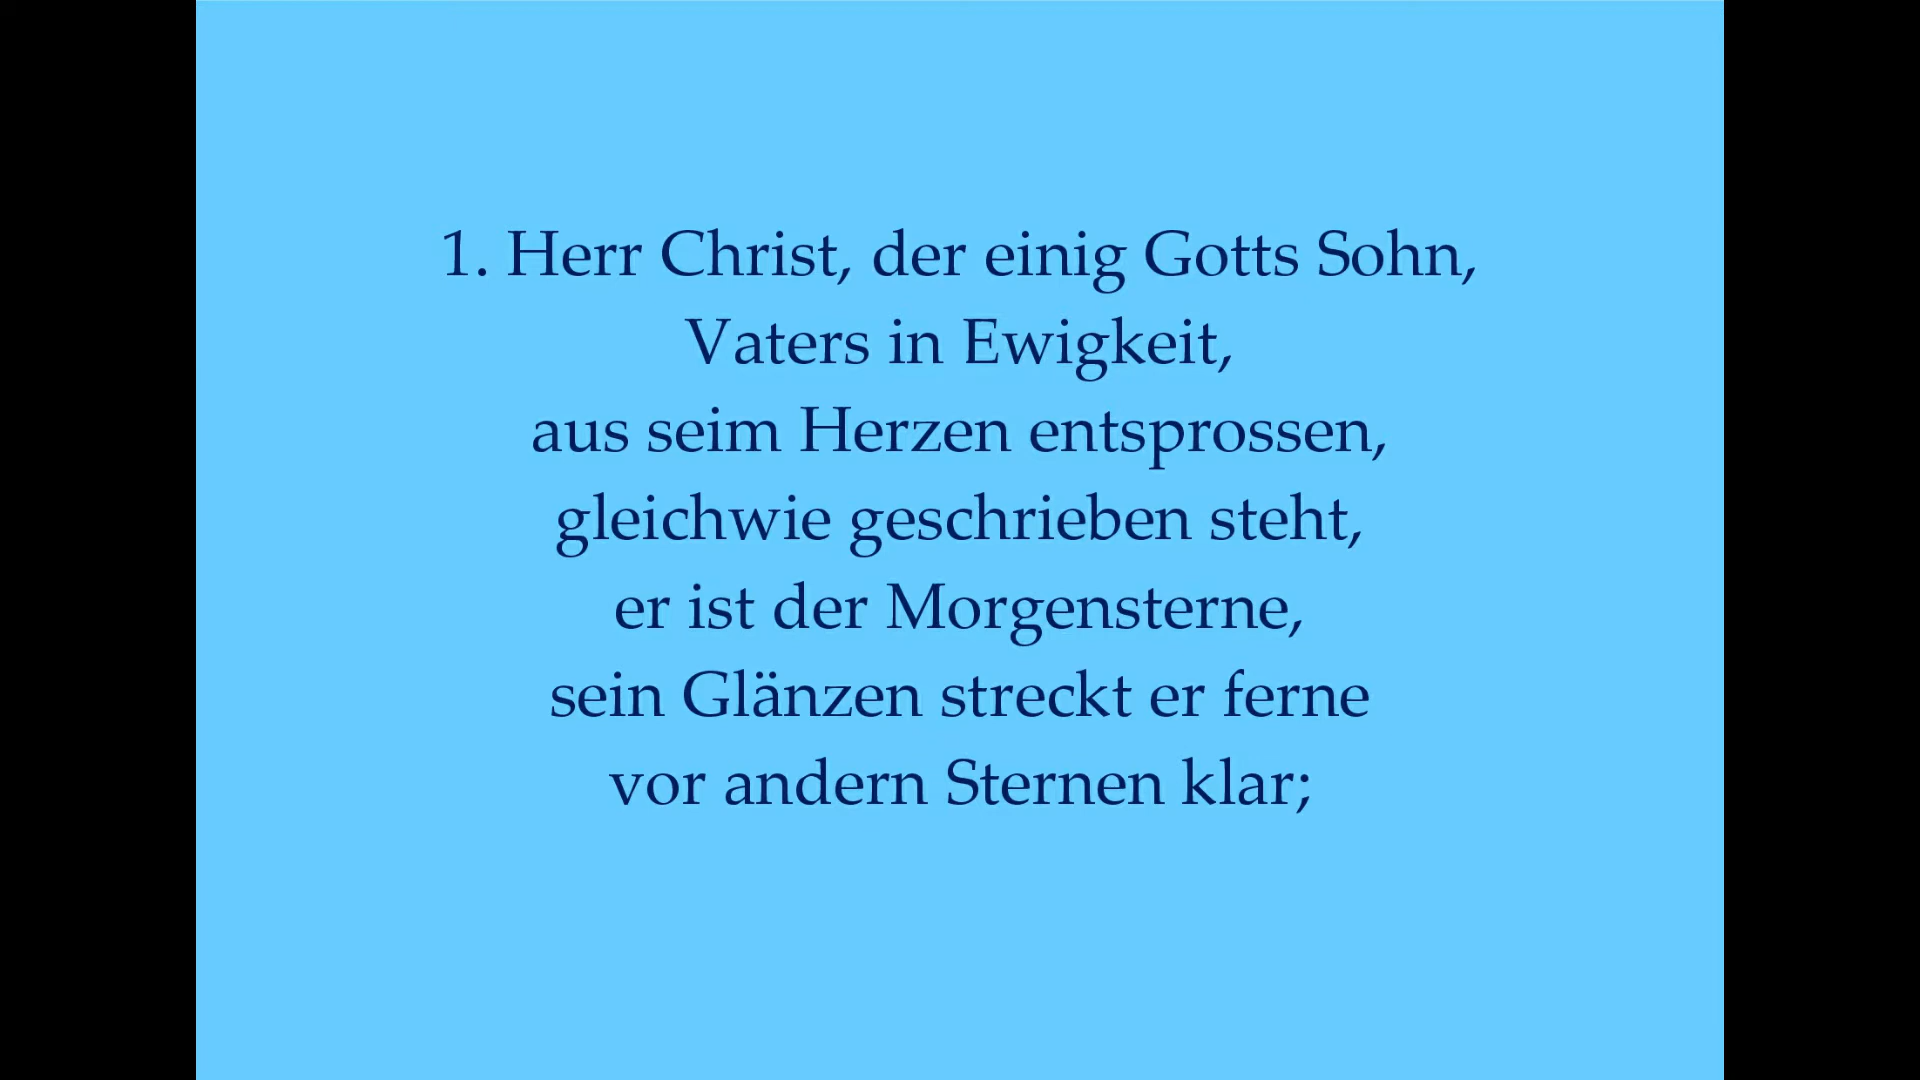 1. Herr Christ, der einig Gotts Sohn,
Vaters in Ewigkeit,
aus seim Herzen entsprossen,
gleichwie geschrieben steht,
er ist der Morgensterne,
sein Glänzen streckt er ferne
vor andern Sternen klar;